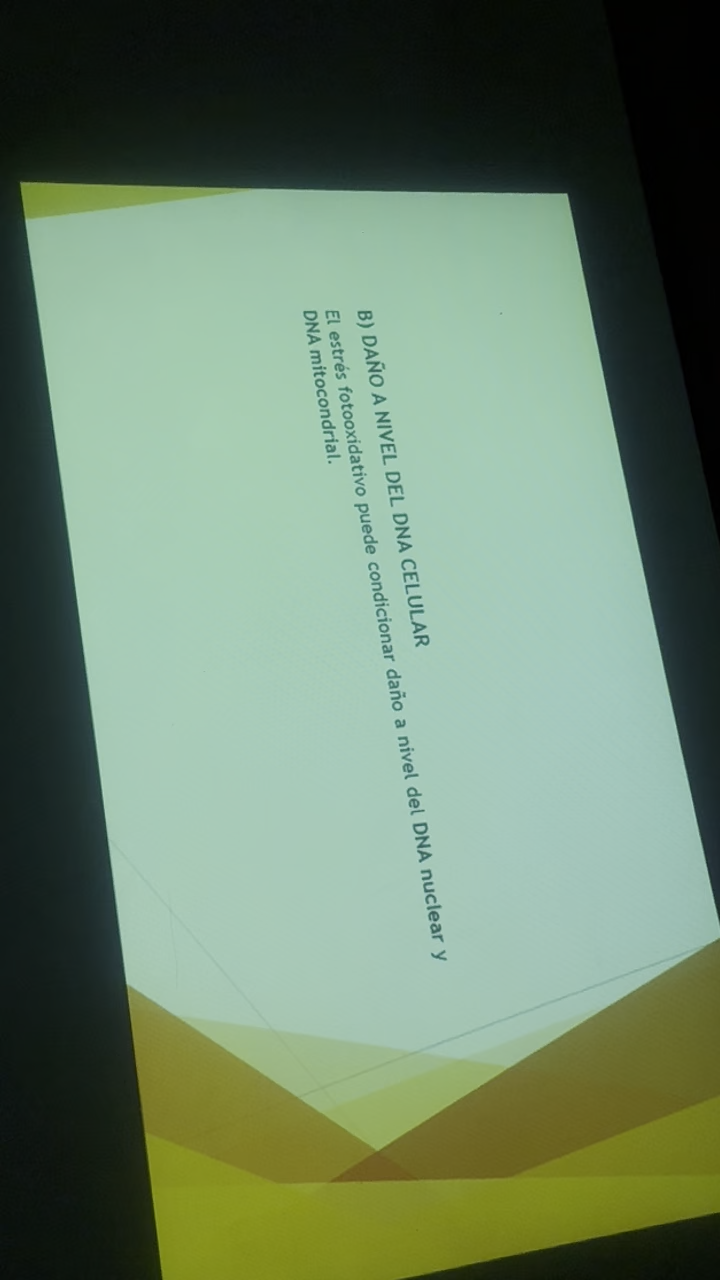 B) DAÑO A NIVEL DEL DNA CELULAR
El estrés fotooxidativo puede condicionar daño a nivel del DNA nuclear y
DNA mitocondrial.